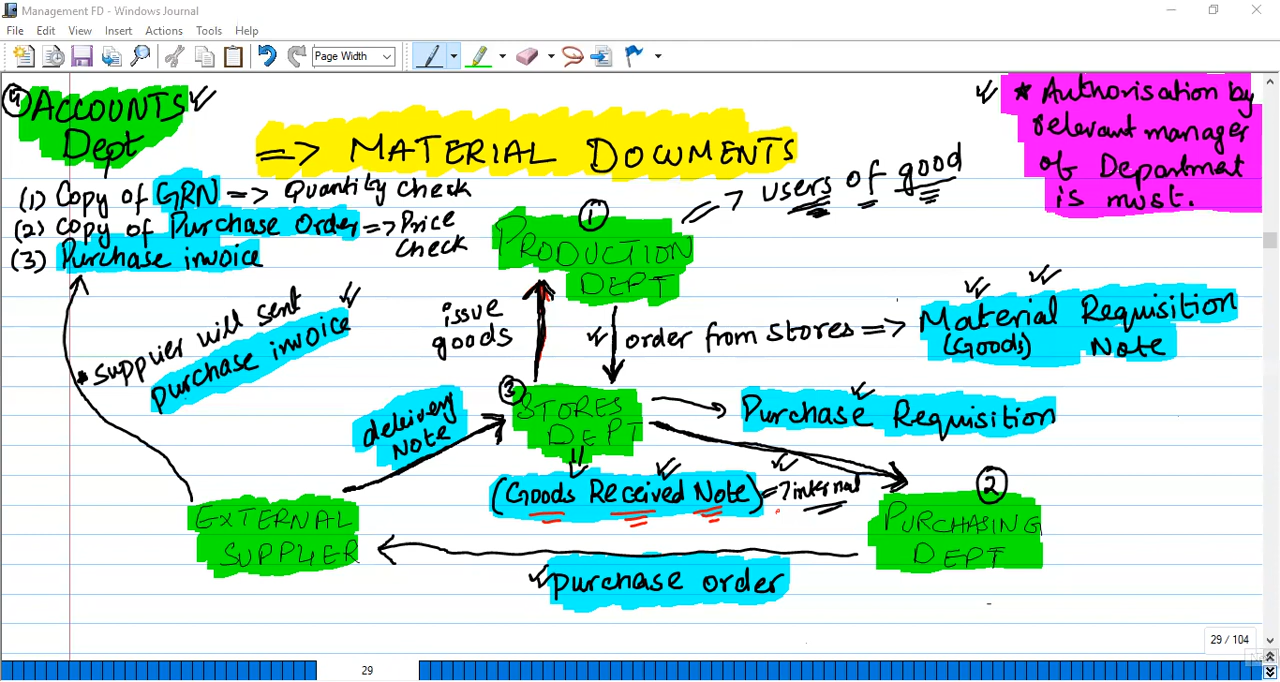 Management FD - Windows Journal
File Edit View Insert Actions Tools Help
Page Width
(4) ACCOUNTS
Dept
=> MATERIAL DOCUMENTS
* Authorisation by
relevant manager
of Department
is must.
(1) Copy of GRN => Quantity Check
(2) Copy of Purchase Order => Price
Check
(3) Purchase invoice
(1)
PRODUCTION
DEPT
=> users of good
issue
goods
order from stores => Material Requisition
(Goods) Note
* Supplier will sent
purchase invoice
delivery
Note
(3)
STORES
DEPT
Purchase Requisition
(Goods Received Note) => internal
(2)
PURCHASING
DEPT
EXTERNAL
SUPPLIER
purchase order
29 / 104
29